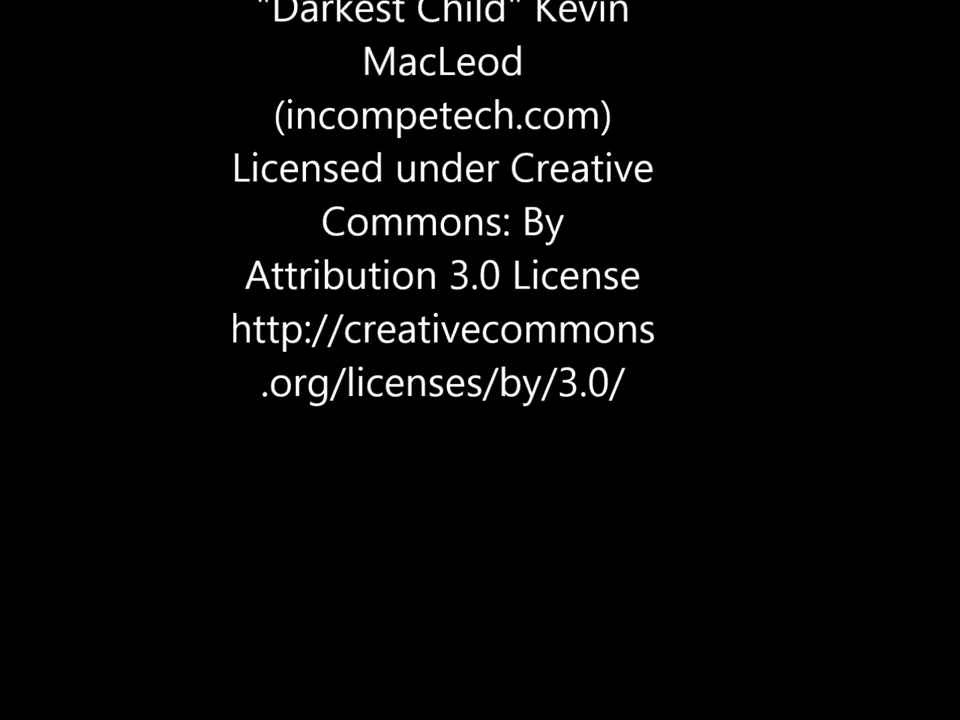 "Darkest Child" Kevin
MacLeod
(incompetech.com)
Licensed under Creative
Commons: By
Attribution 3.0 License
http://creativecommons
.org/licenses/by/3.0/